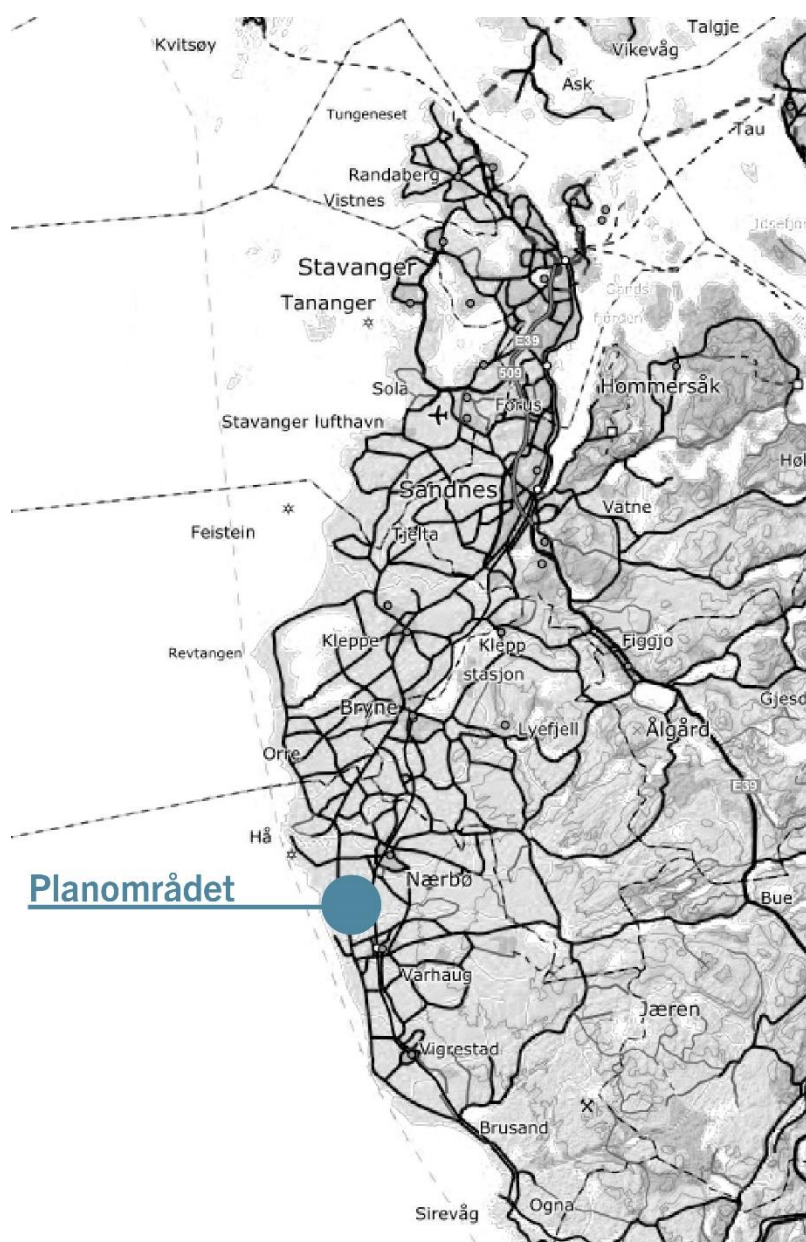 Talgje
Kvitsøy
Vikevåg
Ask
Tungeneset
Tau
Randaberg
Vistnes
Stavanger
Gands
fjorden
Tananger
E39
509
Hommersåk
Sola
Forus
Stavanger lufthavn
Sandnes
Vatne
Feistein
Tjelta
Kleppe
Klepp
stasjon
Figgjo
Revtangen
Bryne
Lyefjell
Ålgård
Orre
E39
Hå
Planområdet
Nærbø
Bue
Varhaug
Jæren
Vigrestad
Brusand
Ogna
Sirevåg